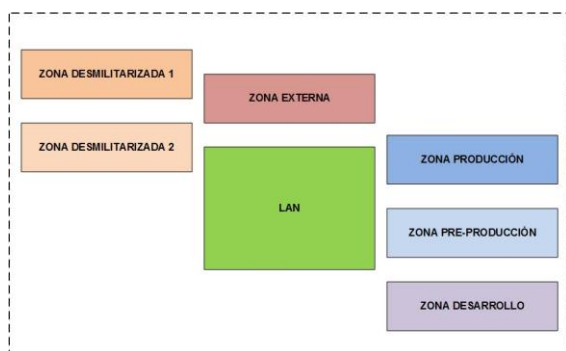 ZONA DESMILITARIZADA 1
ZONA EXTERNA
ZONA DESMILITARIZADA 2
ZONA PRODUCCIÓN
LAN
ZONA PRE-PRODUCCIÓN
ZONA DESARROLLO